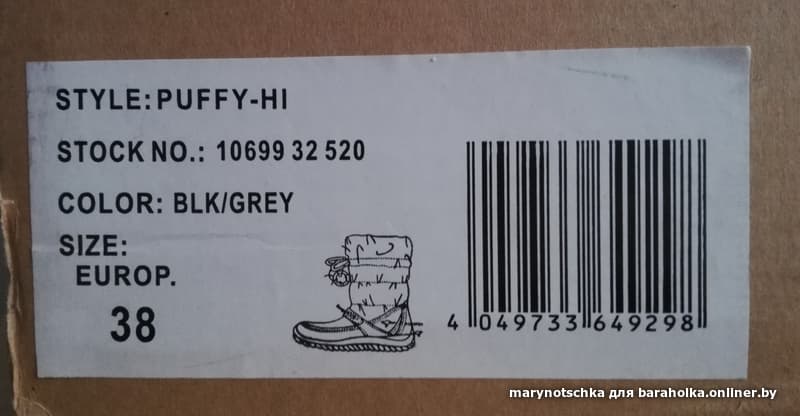 STYLE: PUFFY-HI
STOCK NO.: 10699 32 520
COLOR: BLK/GREY
SIZE:
EUROP.
38
4 049733 649298
marynotschka для baraholka.onliner.by